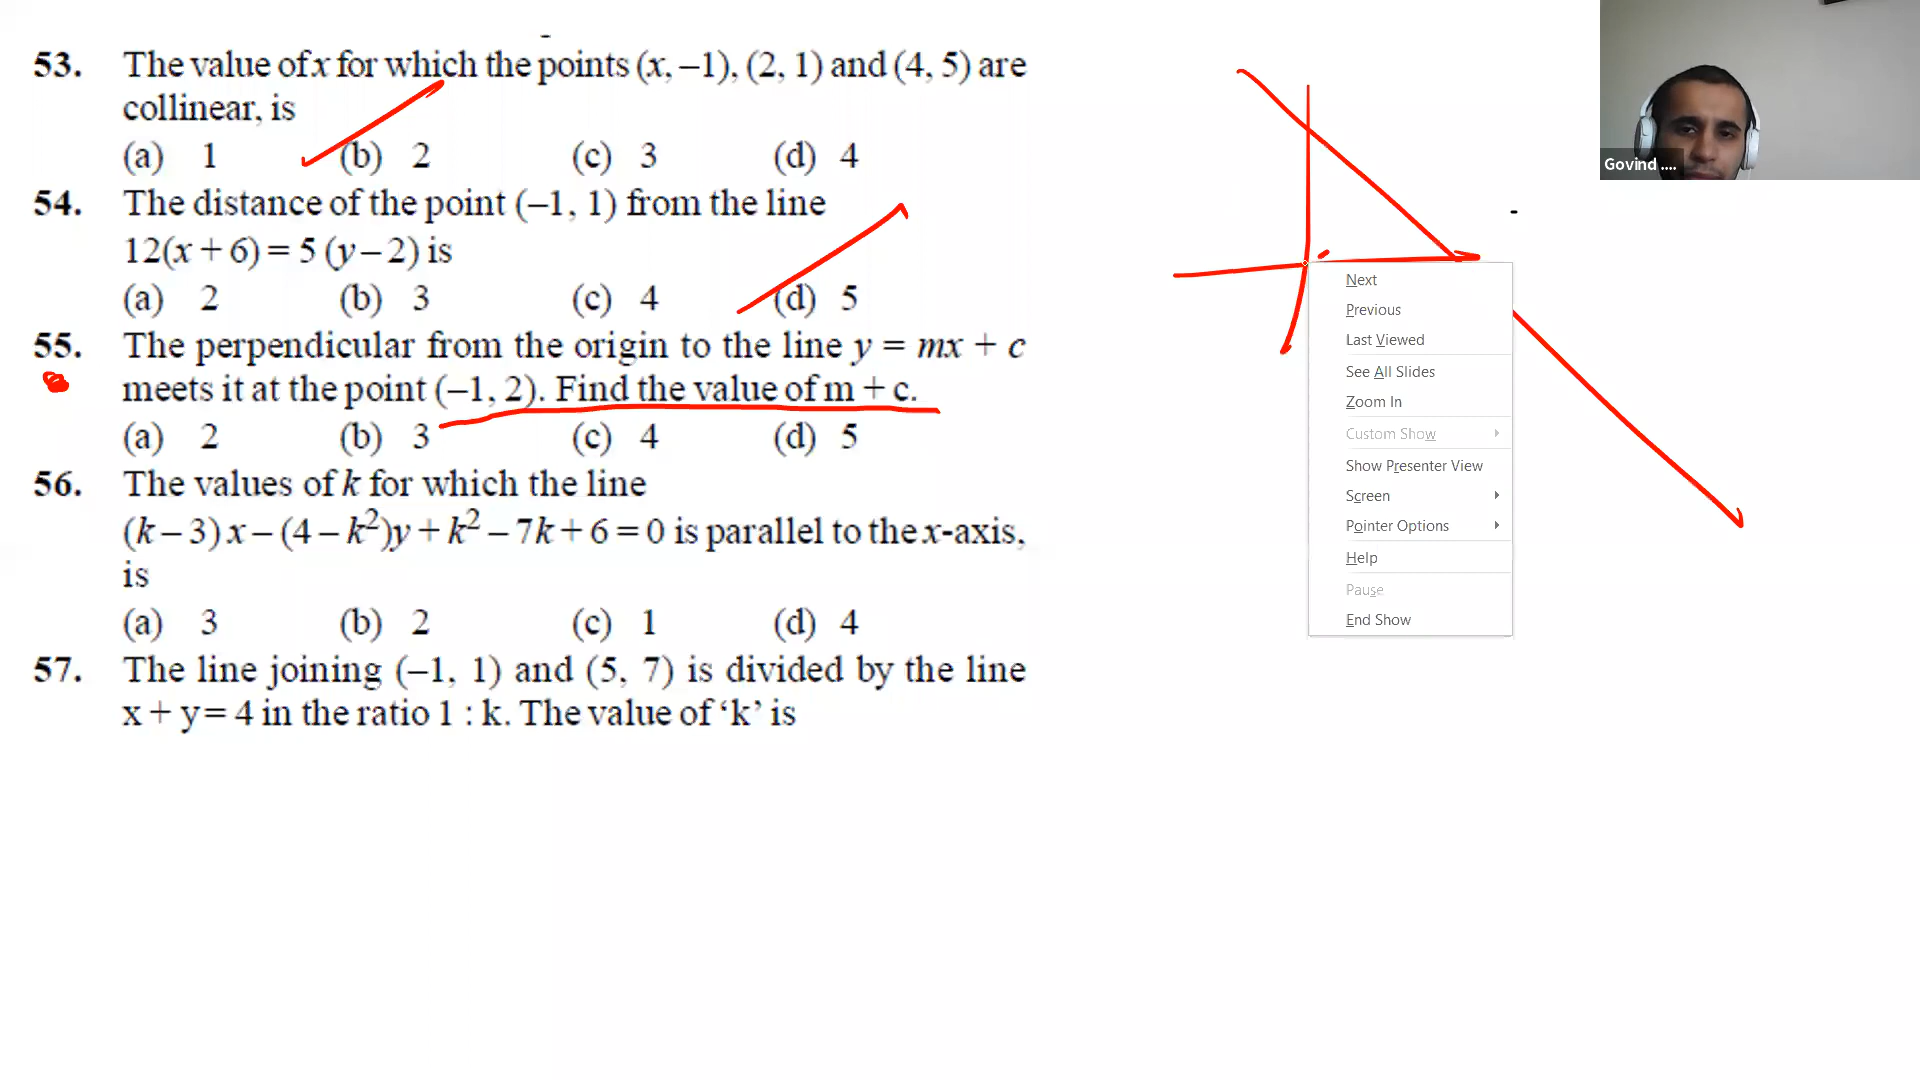 53. The value of x for which the points (x, –1), (2, 1) and (4, 5) are
collinear, is
(a) 1 (b) 2 (c) 3 (d) 4
54. The distance of the point (–1, 1) from the line
12(x + 6) = 5 (y – 2) is
(a) 2 (b) 3 (c) 4 (d) 5
55. The perpendicular from the origin to the line y = mx + c
meets it at the point (–1, 2). Find the value of m + c.
(a) 2 (b) 3 (c) 4 (d) 5
56. The values of k for which the line
(k – 3) x – (4 – k²)y + k² – 7k + 6 = 0 is parallel to the x-axis,
is
(a) 3 (b) 2 (c) 1 (d) 4
57. The line joining (–1, 1) and (5, 7) is divided by the line
x + y = 4 in the ratio 1 : k. The value of ‘k’ is
Govind ....
Next
Previous
Last Viewed
See All Slides
Zoom In
Custom Show
Show Presenter View
Screen
Pointer Options
Help
Pause
End Show